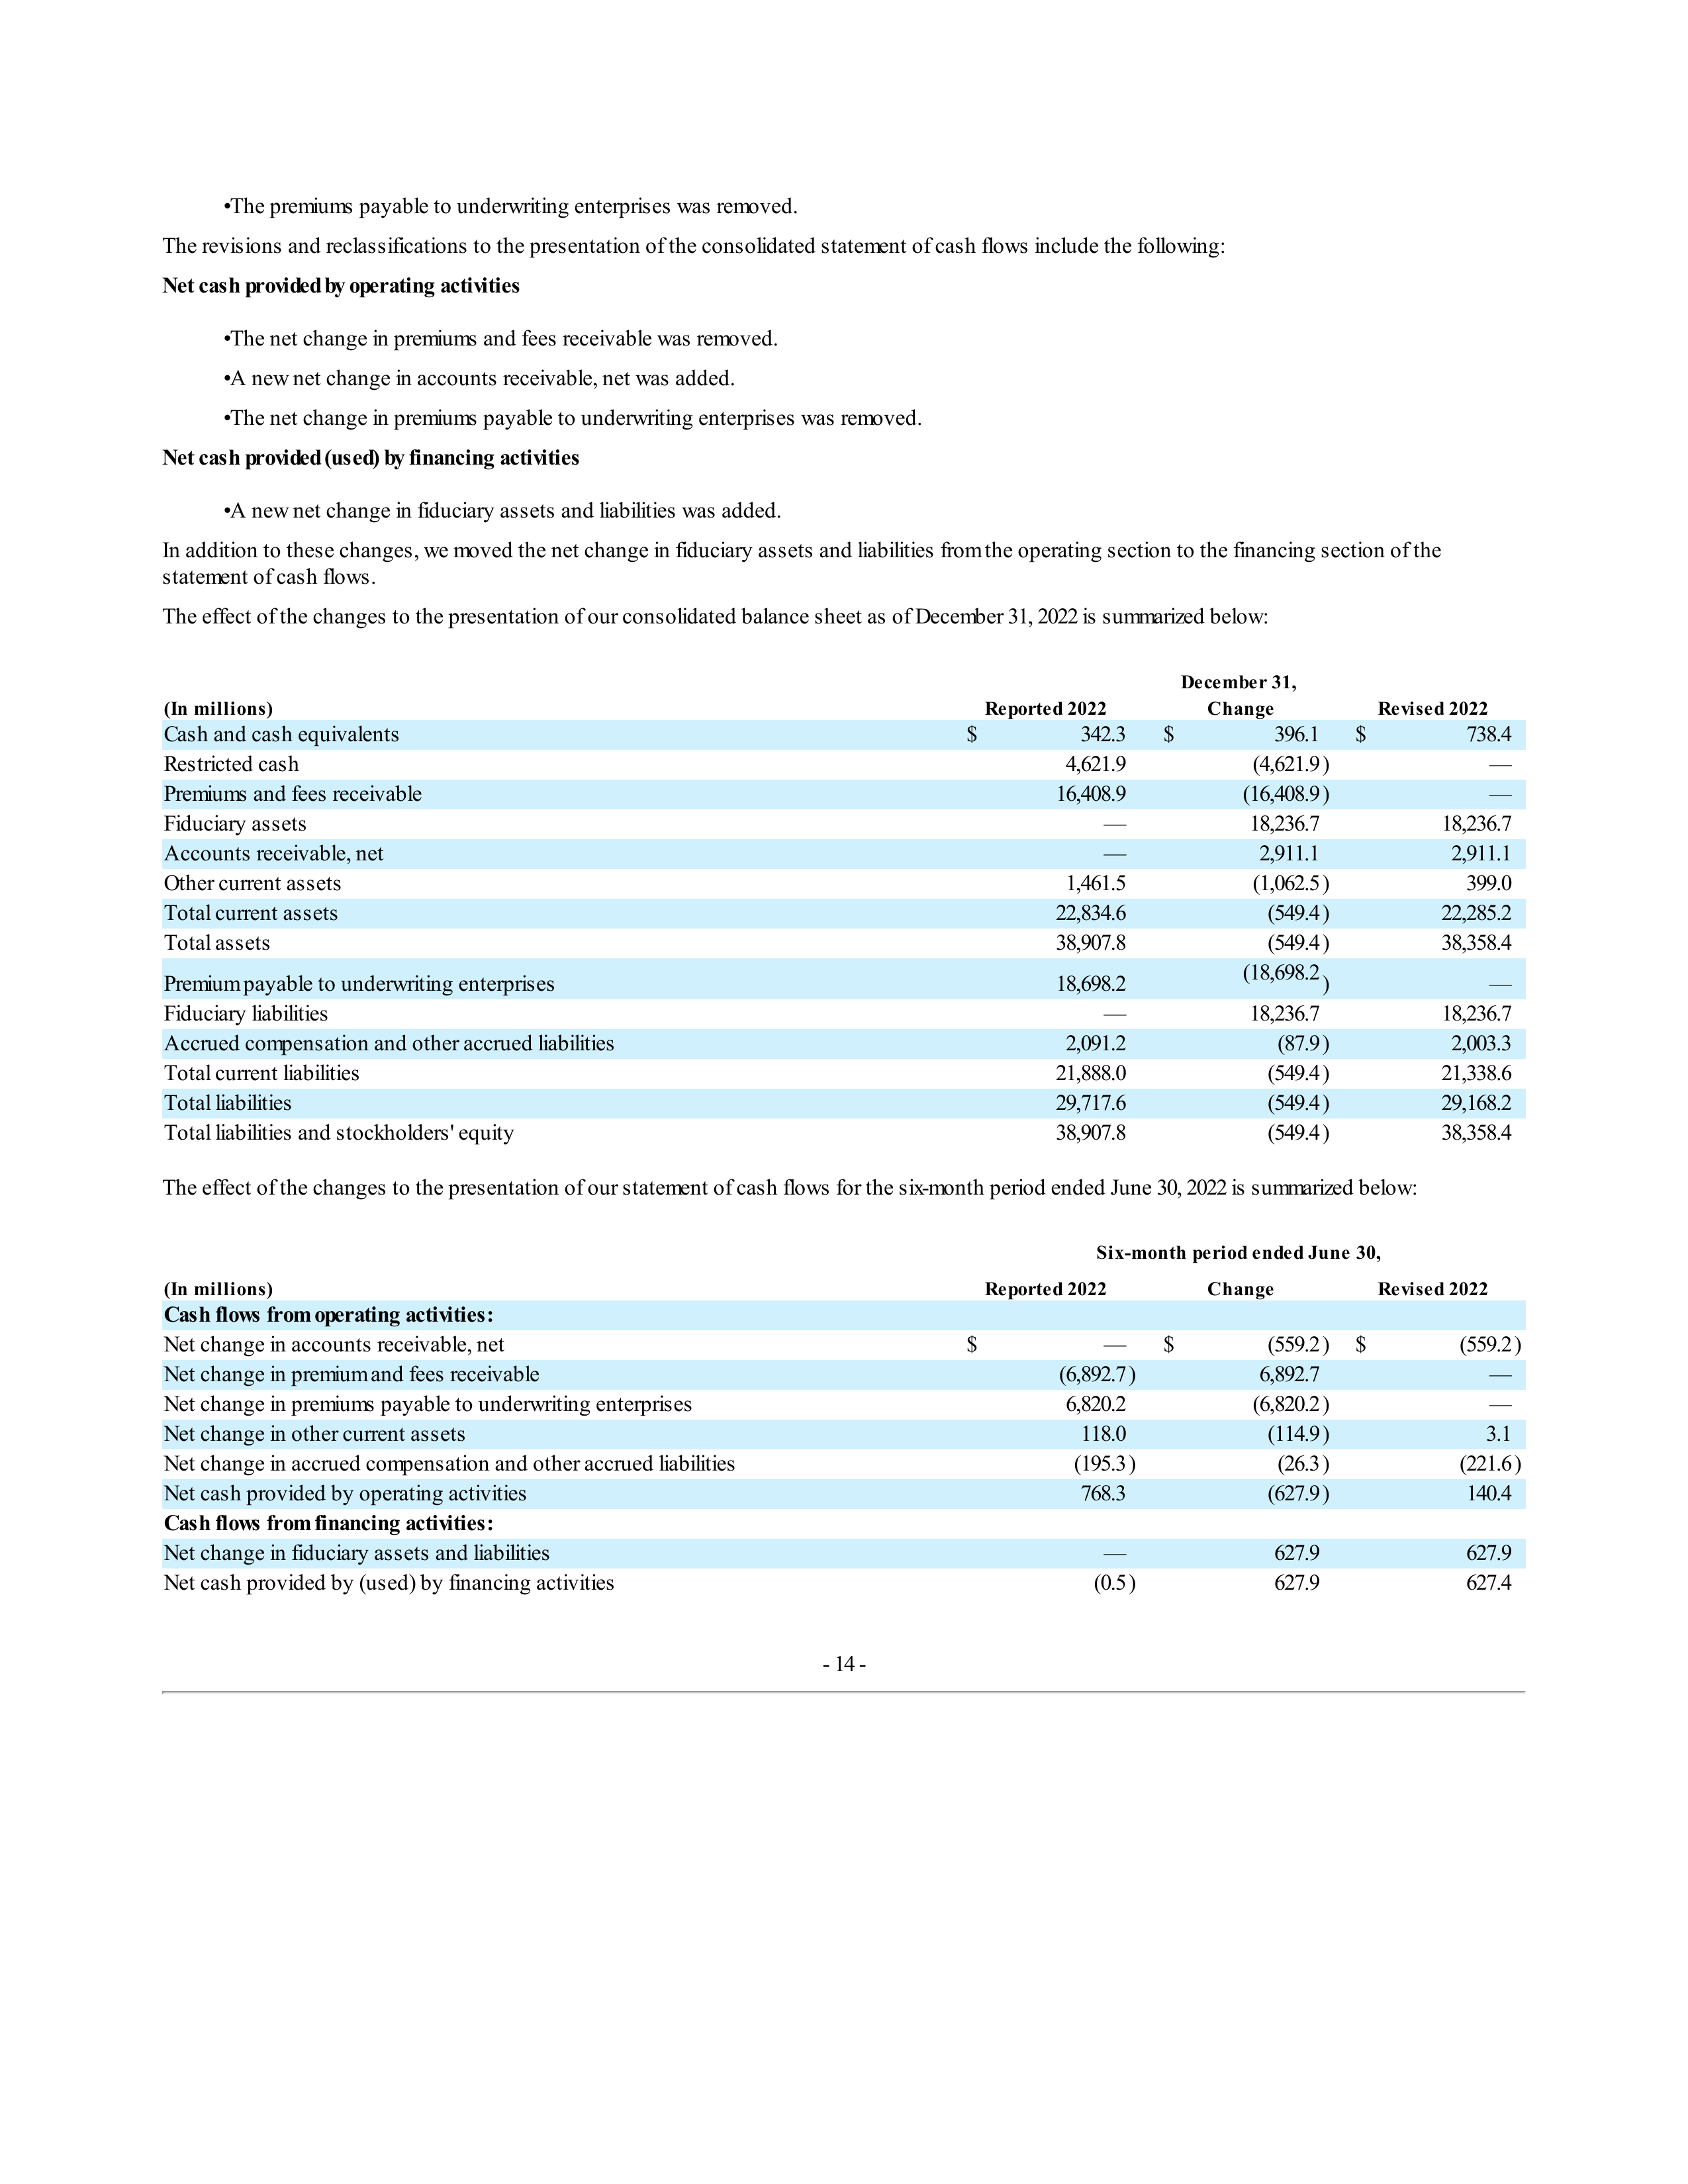 •The premiums payable to underwriting enterprises was removed.
The revisions and reclassifications to the presentation of the consolidated statement of cash flows include the following:
Net cash provided by operating activities
•The net change in premiums and fees receivable was removed.
•A new net change in accounts receivable, net was added.
•The net change in premiums payable to underwriting enterprises was removed.
Net cash provided (used) by financing activities
•A new net change in fiduciary assets and liabilities was added.
In addition to these changes, we moved the net change in fiduciary assets and liabilities from the operating section to the financing section of the
statement of cash flows.
The effect of the changes to the presentation of our consolidated balance sheet as of December 31, 2022 is summarized below:
December 31,
(In millions) Reported 2022 Change Revised 2022
Cash and cash equivalents $ 342.3 $ 396.1 $ 738.4
Restricted cash 4,621.9 (4,621.9) —
Premiums and fees receivable 16,408.9 (16,408.9) —
Fiduciary assets — 18,236.7 18,236.7
Accounts receivable, net — 2,911.1 2,911.1
Other current assets 1,461.5 (1,062.5) 399.0
Total current assets 22,834.6 (549.4) 22,285.2
Total assets 38,907.8 (549.4) 38,358.4
Premium payable to underwriting enterprises 18,698.2 (18,698.2) —
Fiduciary liabilities — 18,236.7 18,236.7
Accrued compensation and other accrued liabilities 2,091.2 (87.9) 2,003.3
Total current liabilities 21,888.0 (549.4) 21,338.6
Total liabilities 29,717.6 (549.4) 29,168.2
Total liabilities and stockholders' equity 38,907.8 (549.4) 38,358.4
The effect of the changes to the presentation of our statement of cash flows for the six-month period ended June 30, 2022 is summarized below:
Six-month period ended June 30,
(In millions) Reported 2022 Change Revised 2022
Cash flows from operating activities:
Net change in accounts receivable, net $ — $ (559.2) $ (559.2)
Net change in premium and fees receivable (6,892.7) 6,892.7 —
Net change in premiums payable to underwriting enterprises 6,820.2 (6,820.2) —
Net change in other current assets 118.0 (114.9) 3.1
Net change in accrued compensation and other accrued liabilities (195.3) (26.3) (221.6)
Net cash provided by operating activities 768.3 (627.9) 140.4
Cash flows from financing activities:
Net change in fiduciary assets and liabilities — 627.9 627.9
Net cash provided by (used) by financing activities (0.5) 627.9 627.4
- 14 -